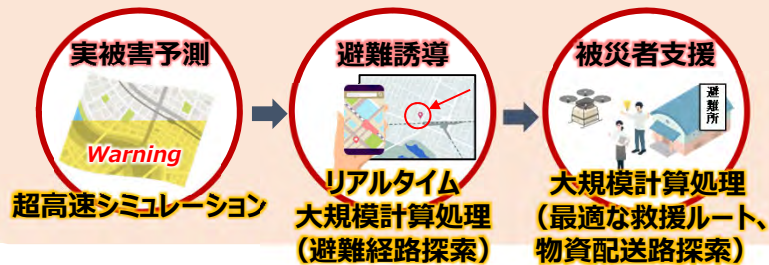 実被害予測
Warning
超高速シミュレーション
避難誘導
リアルタイム
大規模計算処理
（避難経路探索）
被災者支援
避難所
大規模計算処理
（最適な救援ルート、
物資配送路探索）